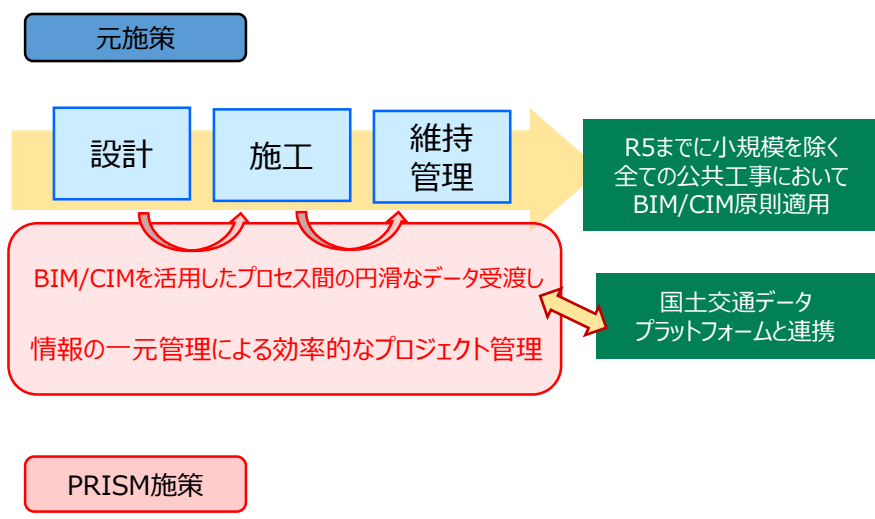 元施策
設計
施工
維持
管理
R5までに小規模を除く
全ての公共工事において
BIM/CIM原則適用
BIM/CIMを活用したプロセス間の円滑なデータ受渡し
情報の一元管理による効率的なプロジェクト管理
国土交通データ
プラットフォームと連携
PRISM施策